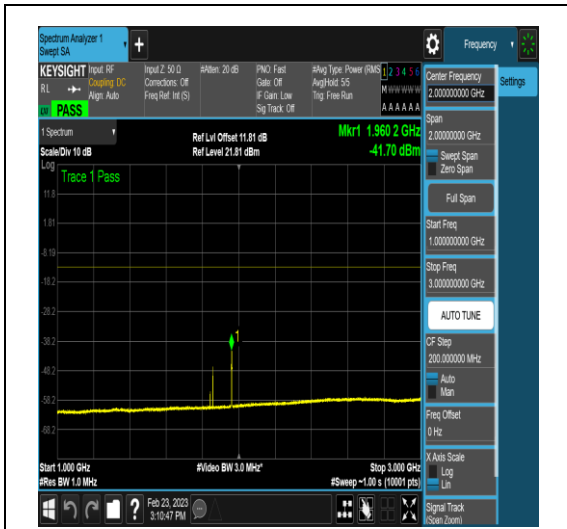 Spectrum Analyzer 1
Swept SA
+
Frequency
KEYSIGHT
RL
Input: RF
Coupling: DC
Align: Auto
Input Z: 50 Ω
Corrections: Off
Freq Ref: Int (S)
#Atten: 20 dB
PNO: Fast
Gate: Off
IF Gain: Low
Sig Track: Off
#Avg Type: Power (RMS
Avg|Hold: 5/5
Trig: Free Run
1 2 3 4 5 6
M W W W W W
A A A A A A
PASS
1 Spectrum
Scale/Div 10 dB
Ref Lvl Offset 11.81 dB
Ref Level 21.81 dBm
Mkr1 1.960 2 GHz
-41.70 dBm
Log
Trace 1 Pass
11.8
1.81
-8.19
-18.2
-28.2
-38.2
-48.2
-58.2
-68.2
1
Start 1.000 GHz
#Res BW 1.0 MHz
#Video BW 3.0 MHz*
Stop 3.000 GHz
#Sweep ~1.00 s (10001 pts)
Feb 23, 2023
3:10:47 PM
Center Frequency
2.000000000 GHz
Settings
Span
2.00000000 GHz
Swept Span
Zero Span
Full Span
Start Freq
1.000000000 GHz
Stop Freq
3.000000000 GHz
AUTO TUNE
CF Step
200.000000 MHz
Auto
Man
Freq Offset
0 Hz
X Axis Scale
Log
Lin
Signal Track
(Span Zoom)